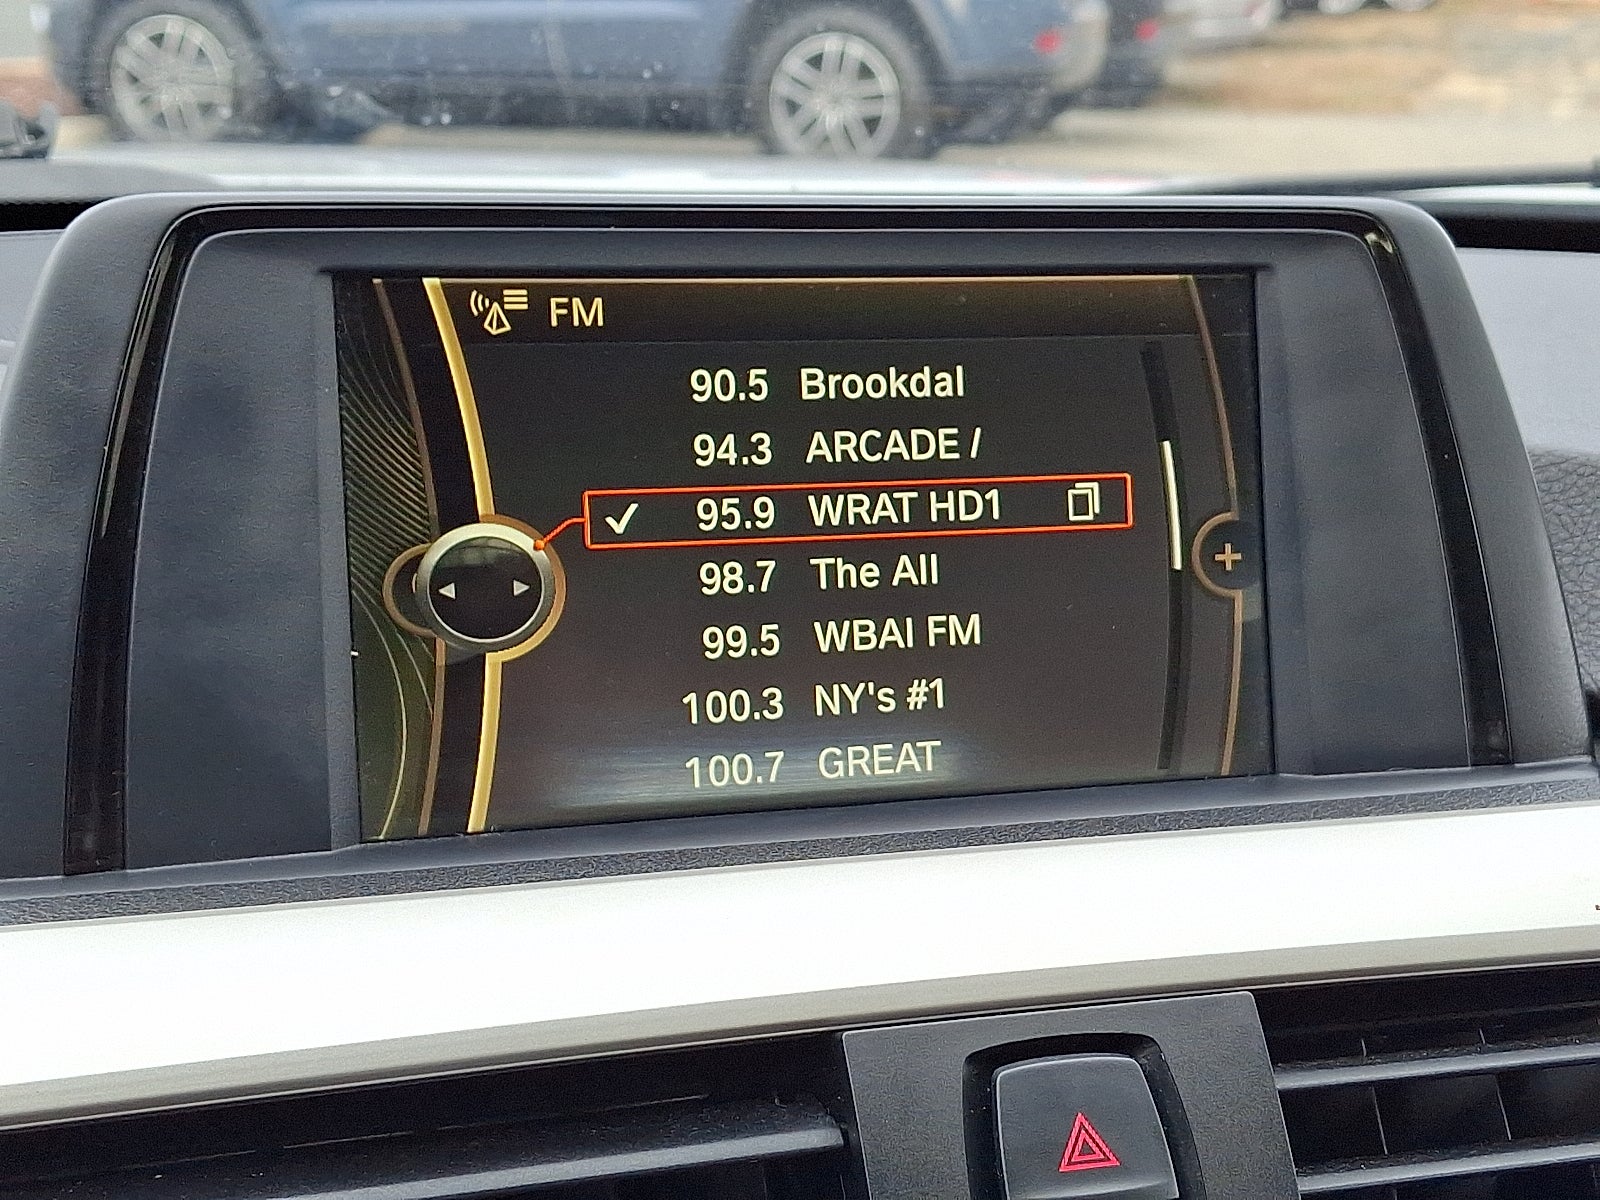 FM
90.5 Brookdal
94.3 ARCADE /
95.9 WRAT HD1
98.7 The All
99.5 WBAI FM
100.3 NY's #1
100.7 GREAT